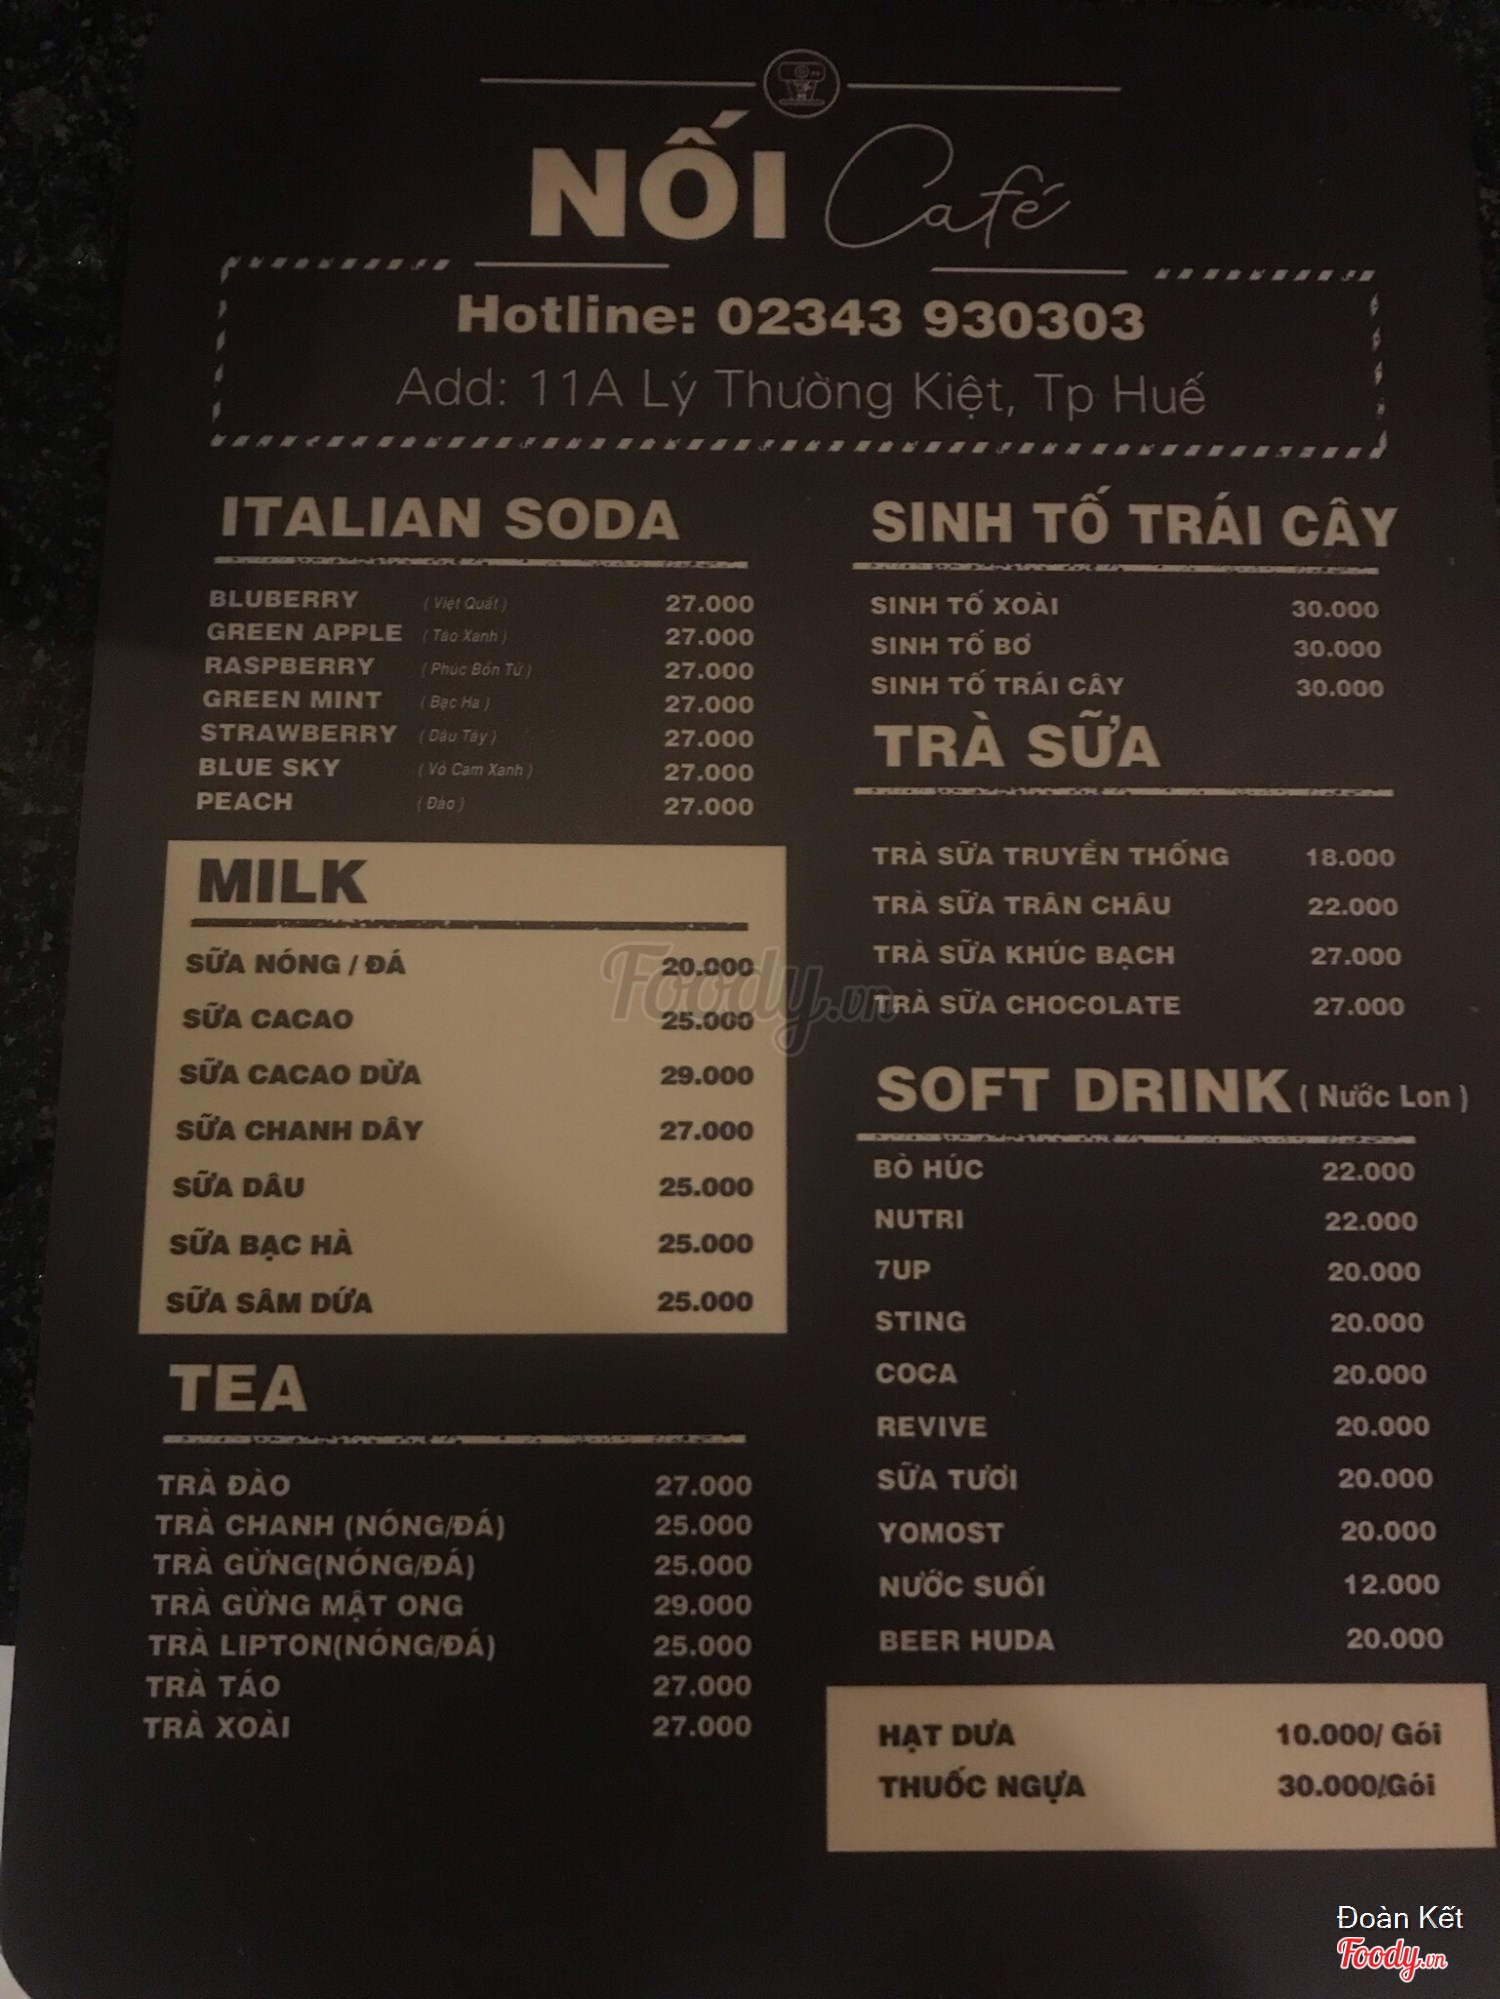 NỐI Café
Hotline: 02343 930303
Add: 11A Lý Thường Kiệt, Tp Huế
ITALIAN SODA
BLUBERRY ( Việt Quất ) 27.000
GREEN APPLE ( Táo Xanh ) 27.000
RASPBERRY ( Phúc Bồn Tử ) 27.000
GREEN MINT ( Bạc Hà ) 27.000
STRAWBERRY ( Dâu Tây ) 27.000
BLUE SKY ( Vỏ Cam Xanh ) 27.000
PEACH ( Đào ) 27.000
MILK
SỮA NÓNG / ĐÁ 20.000
SỮA CACAO 25.000
SỮA CACAO DỪA 29.000
SỮA CHANH DÂY 27.000
SỮA DÂU 25.000
SỮA BẠC HÀ 25.000
SỮA SÂM DỨA 25.000
TEA
TRÀ ĐÀO 27.000
TRÀ CHANH (NÓNG/ĐÁ) 25.000
TRÀ GỪNG(NÓNG/ĐÁ) 25.000
TRÀ GỪNG MẬT ONG 29.000
TRÀ LIPTON(NÓNG/ĐÁ) 25.000
TRÀ TÁO 27.000
TRÀ XOÀI 27.000
SINH TỐ TRÁI CÂY
SINH TỐ XOÀI 30.000
SINH TỐ BƠ 30.000
SINH TỐ TRÁI CÂY 30.000
TRÀ SỮA
TRÀ SỮA TRUYỀN THỐNG 18.000
TRÀ SỮA TRÂN CHÂU 22.000
TRÀ SỮA KHÚC BẠCH 27.000
TRÀ SỮA CHOCOLATE 27.000
SOFT DRINK ( Nước Lon )
BÒ HÚC 22.000
NUTRI 22.000
7UP 20.000
STING 20.000
COCA 20.000
REVIVE 20.000
SỮA TƯƠI 20.000
YOMOST 20.000
NƯỚC SUỐI 12.000
BEER HUDA 20.000
HẠT DƯA 10.000/ Gói
THUỐC NGỰA 30.000/Gói
Foody.vn
Đoàn Kết
Foody.vn